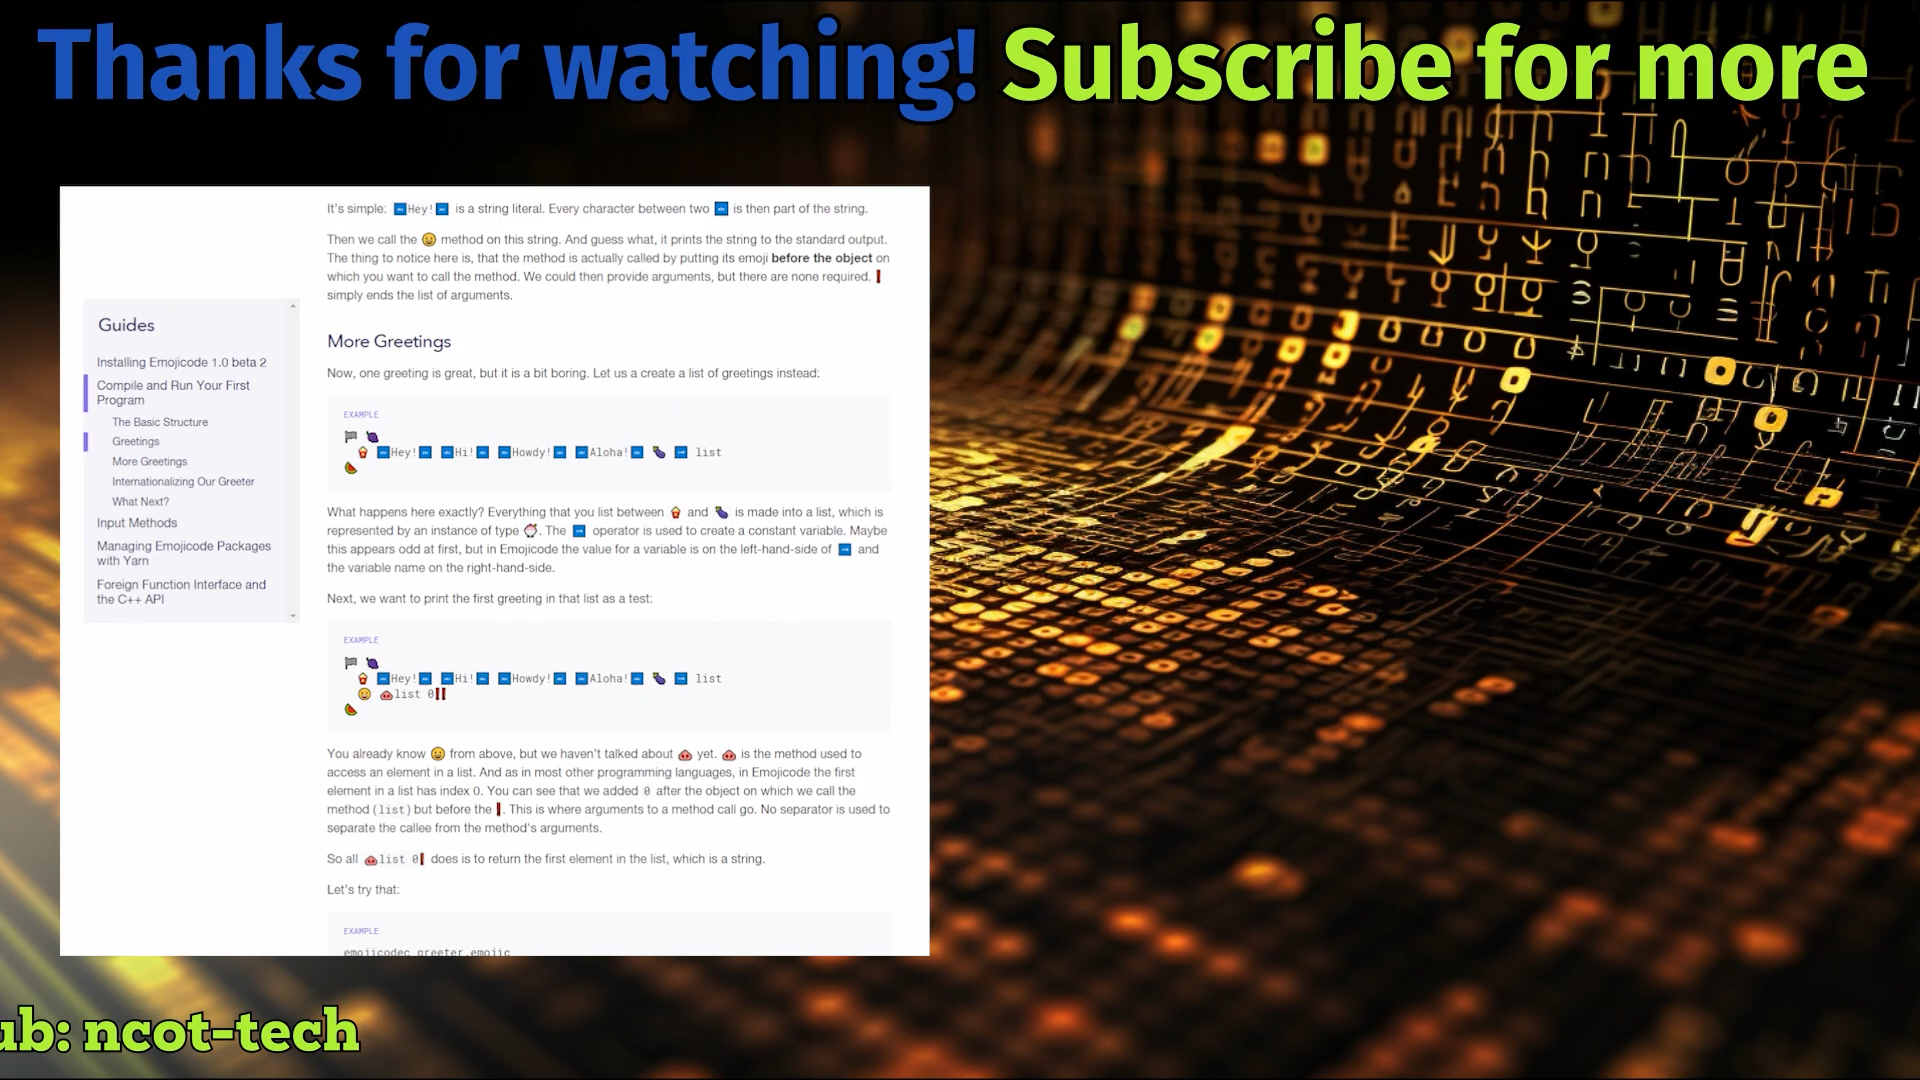 Thanks for watching! Subscribe for more
It's simple: 🔤Hey!🔤 is a string literal. Every character between two 🔤 is then part of the string.
Then we call the 😀 method on this string. And guess what, it prints the string to the standard output.
The thing to notice here is, that the method is actually called by putting its emoji before the object on
which you want to call the method. We could then provide arguments, but there are none required. ❗
simply ends the list of arguments.
Guides
Installing Emojicode 1.0 beta 2
Compile and Run Your First
Program
The Basic Structure
Greetings
More Greetings
Internationalizing Our Greeter
What Next?
Input Methods
Managing Emojicode Packages
with Yarn
Foreign Function Interface and
the C++ API
More Greetings
Now, one greeting is great, but it is a bit boring. Let us a create a list of greetings instead:
EXAMPLE
🏁 🍇
🍿 🔤Hey!🔤 🔤Hi!🔤 🔤Howdy!🔤 🔤Aloha!🔤 🍆 ➡️ list
🍉
What happens here exactly? Everything that you list between 🍿 and 🍆 is made into a list, which is
represented by an instance of type 🍨. The ➡️ operator is used to create a constant variable. Maybe
this appears odd at first, but in Emojicode the value for a variable is on the left-hand-side of ➡️ and
the variable name on the right-hand-side.
Next, we want to print the first greeting in that list as a test:
EXAMPLE
🏁 🍇
🍿 🔤Hey!🔤 🔤Hi!🔤 🔤Howdy!🔤 🔤Aloha!🔤 🍆 ➡️ list
😀 🐽list 0❗❗
🍉
You already know 😀 from above, but we haven't talked about 🐽 yet. 🐽 is the method used to
access an element in a list. And as in most other programming languages, in Emojicode the first
element in a list has index 0. You can see that we added 0 after the object on which we call the
method (list) but before the ❗. This is where arguments to a method call go. No separator is used to
separate the callee from the method's arguments.
So all 🐽list 0❗ does is to return the first element in the list, which is a string.
Let's try that:
EXAMPLE
emojicodec greeter.emojic
ub: ncot-tech